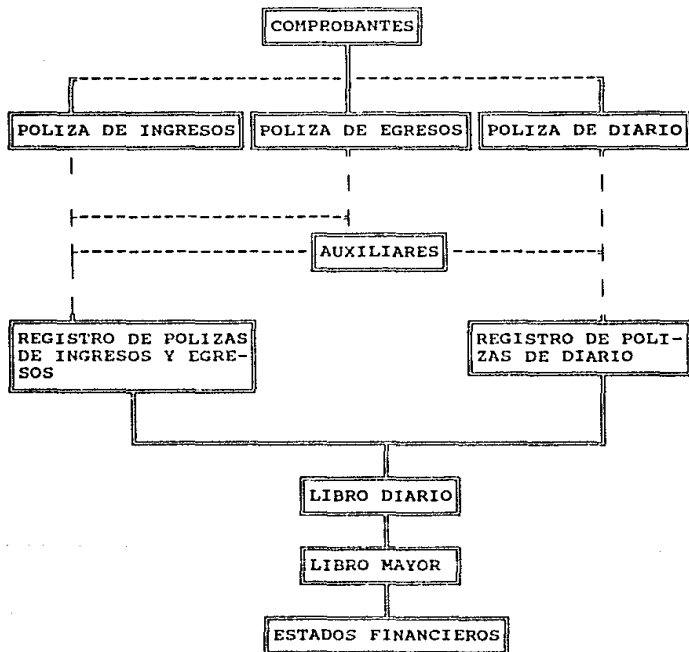 COMPROBANTES
POLIZA DE INGRESOS
POLIZA DE EGRESOS
POLIZA DE DIARIO
AUXILIARES
REGISTRO DE POLIZAS
DE INGRESOS Y EGRE-
SOS
REGISTRO DE POLI-
ZAS DE DIARIO
LIBRO DIARIO
LIBRO MAYOR
ESTADOS FINANCIEROS